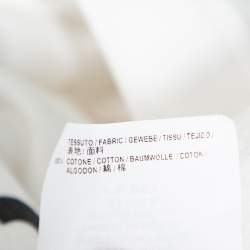 TESSUTO / FABRIC / GEWEBE / TISSU / TEJIDO /
表地 / 面料
COTONE / COTTON / BAUMWOLLE / COTON /
ALGODON / 綿 / 棉